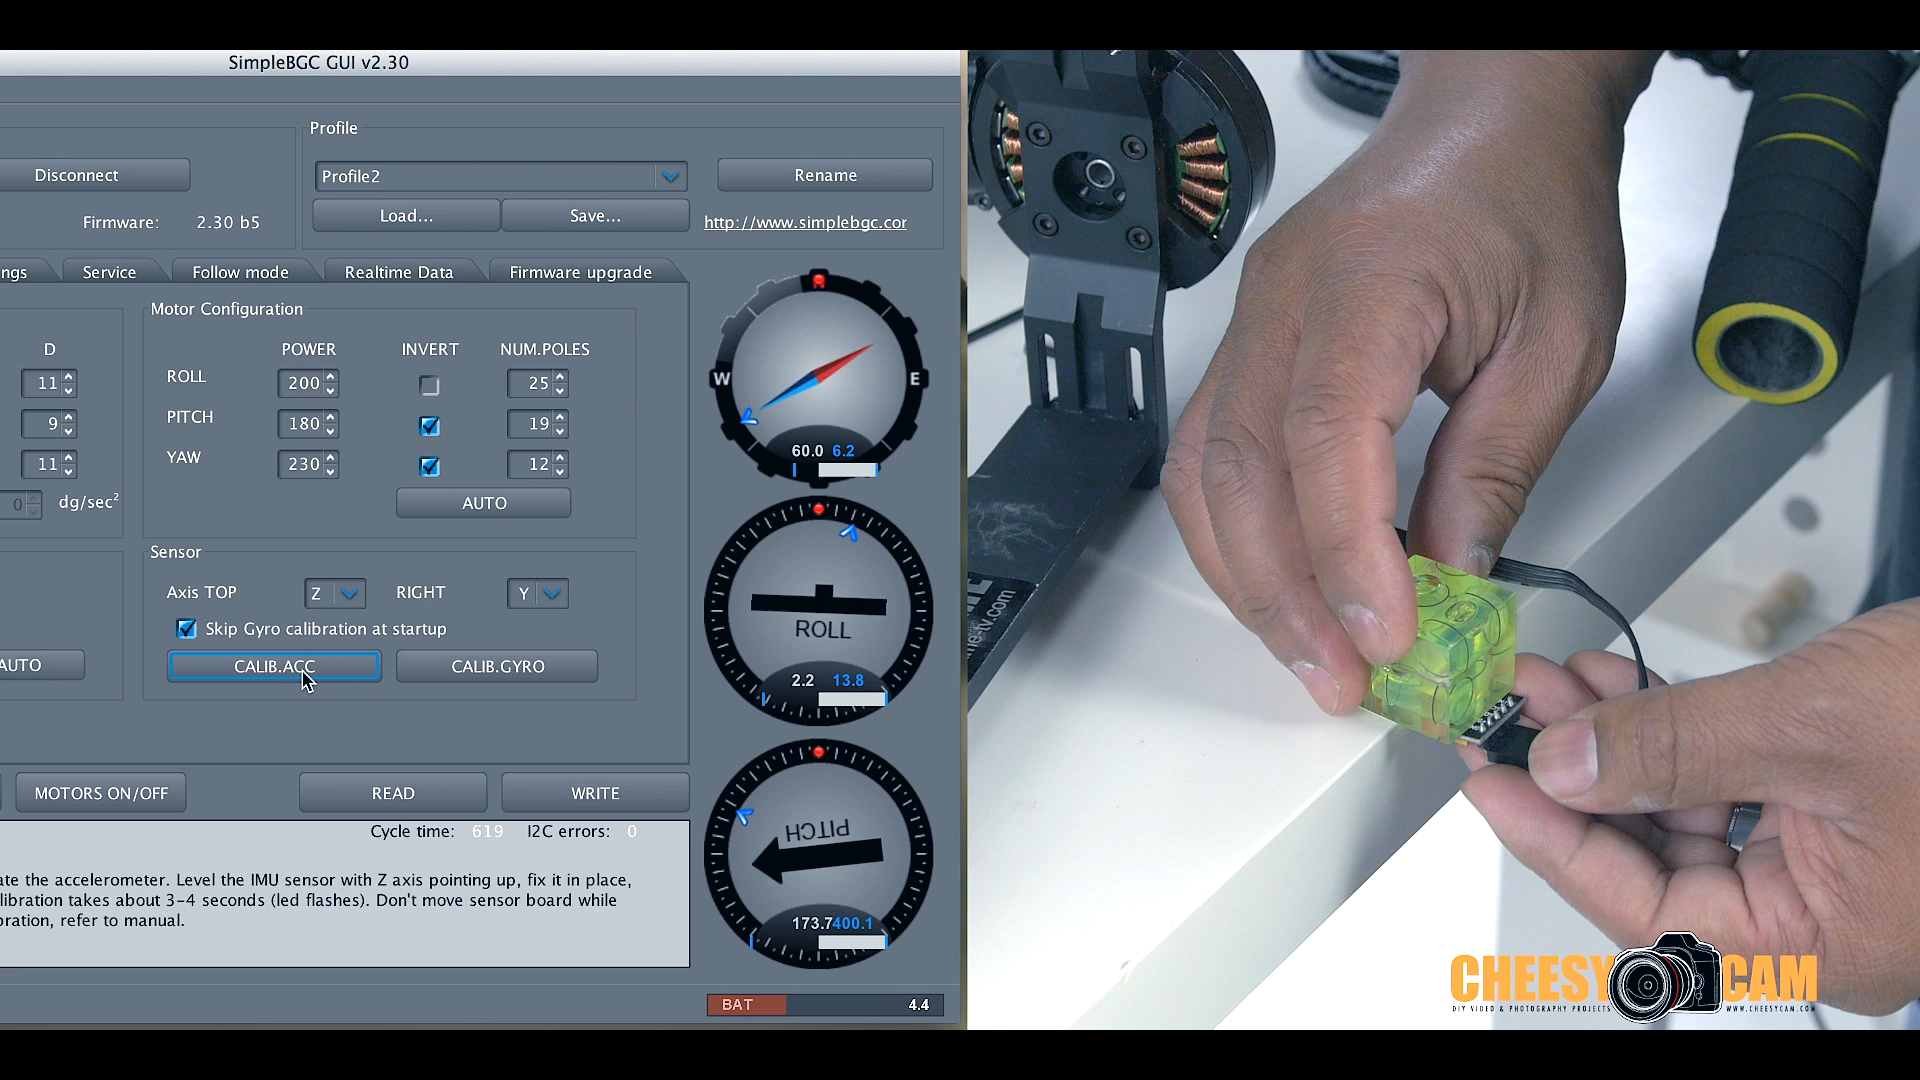 SimpleBGC GUI v2.30
Profile
Disconnect
Profile2
Rename
Load...
Save...
Firmware: 2.30 b5
http://www.simplebgc.cor
ngs
Service
Follow mode
Realtime Data
Firmware upgrade
Motor Configuration
D
POWER
INVERT
NUM.POLES
11
ROLL
200
25
9
PITCH
180
19
11
YAW
230
12
0
dg/sec²
AUTO
Sensor
Axis TOP
Z
RIGHT
Y
Skip Gyro calibration at startup
AUTO
CALIB.ACC
CALIB.GYRO
MOTORS ON/OFF
READ
WRITE
Cycle time: 619 I2C errors: 0
ate the accelerometer. Level the IMU sensor with Z axis pointing up, fix it in place,
libration takes about 3-4 seconds (led flashes). Don't move sensor board while
bration, refer to manual.
W
E
60.0 6.2
ROLL
2.2 13.8
PITCH
173.7 400.1
BAT
4.4
e-tv.com
CHEESYCAM
DIY VIDEO & PHOTOGRAPHY PROJECTS
WWW.CHEESYCAM.COM